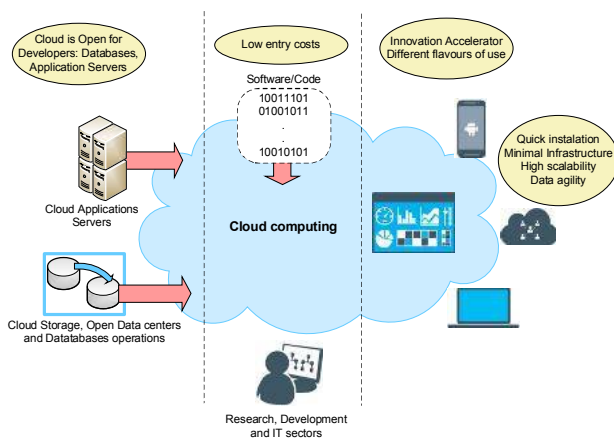 Cloud is Open for
Developers: Databases,
Application Servers
Low entry costs
Innovation Accelerator
Different flavours of use
Software/Code
10011101
01001011
.
.
10010101
Quick instalation
Minimal Infrastructure
High scalability
Data agility
Cloud Applications
Servers
Cloud computing
Cloud Storage, Open Data centers
and Datatabases operations
Research, Development
and IT sectors